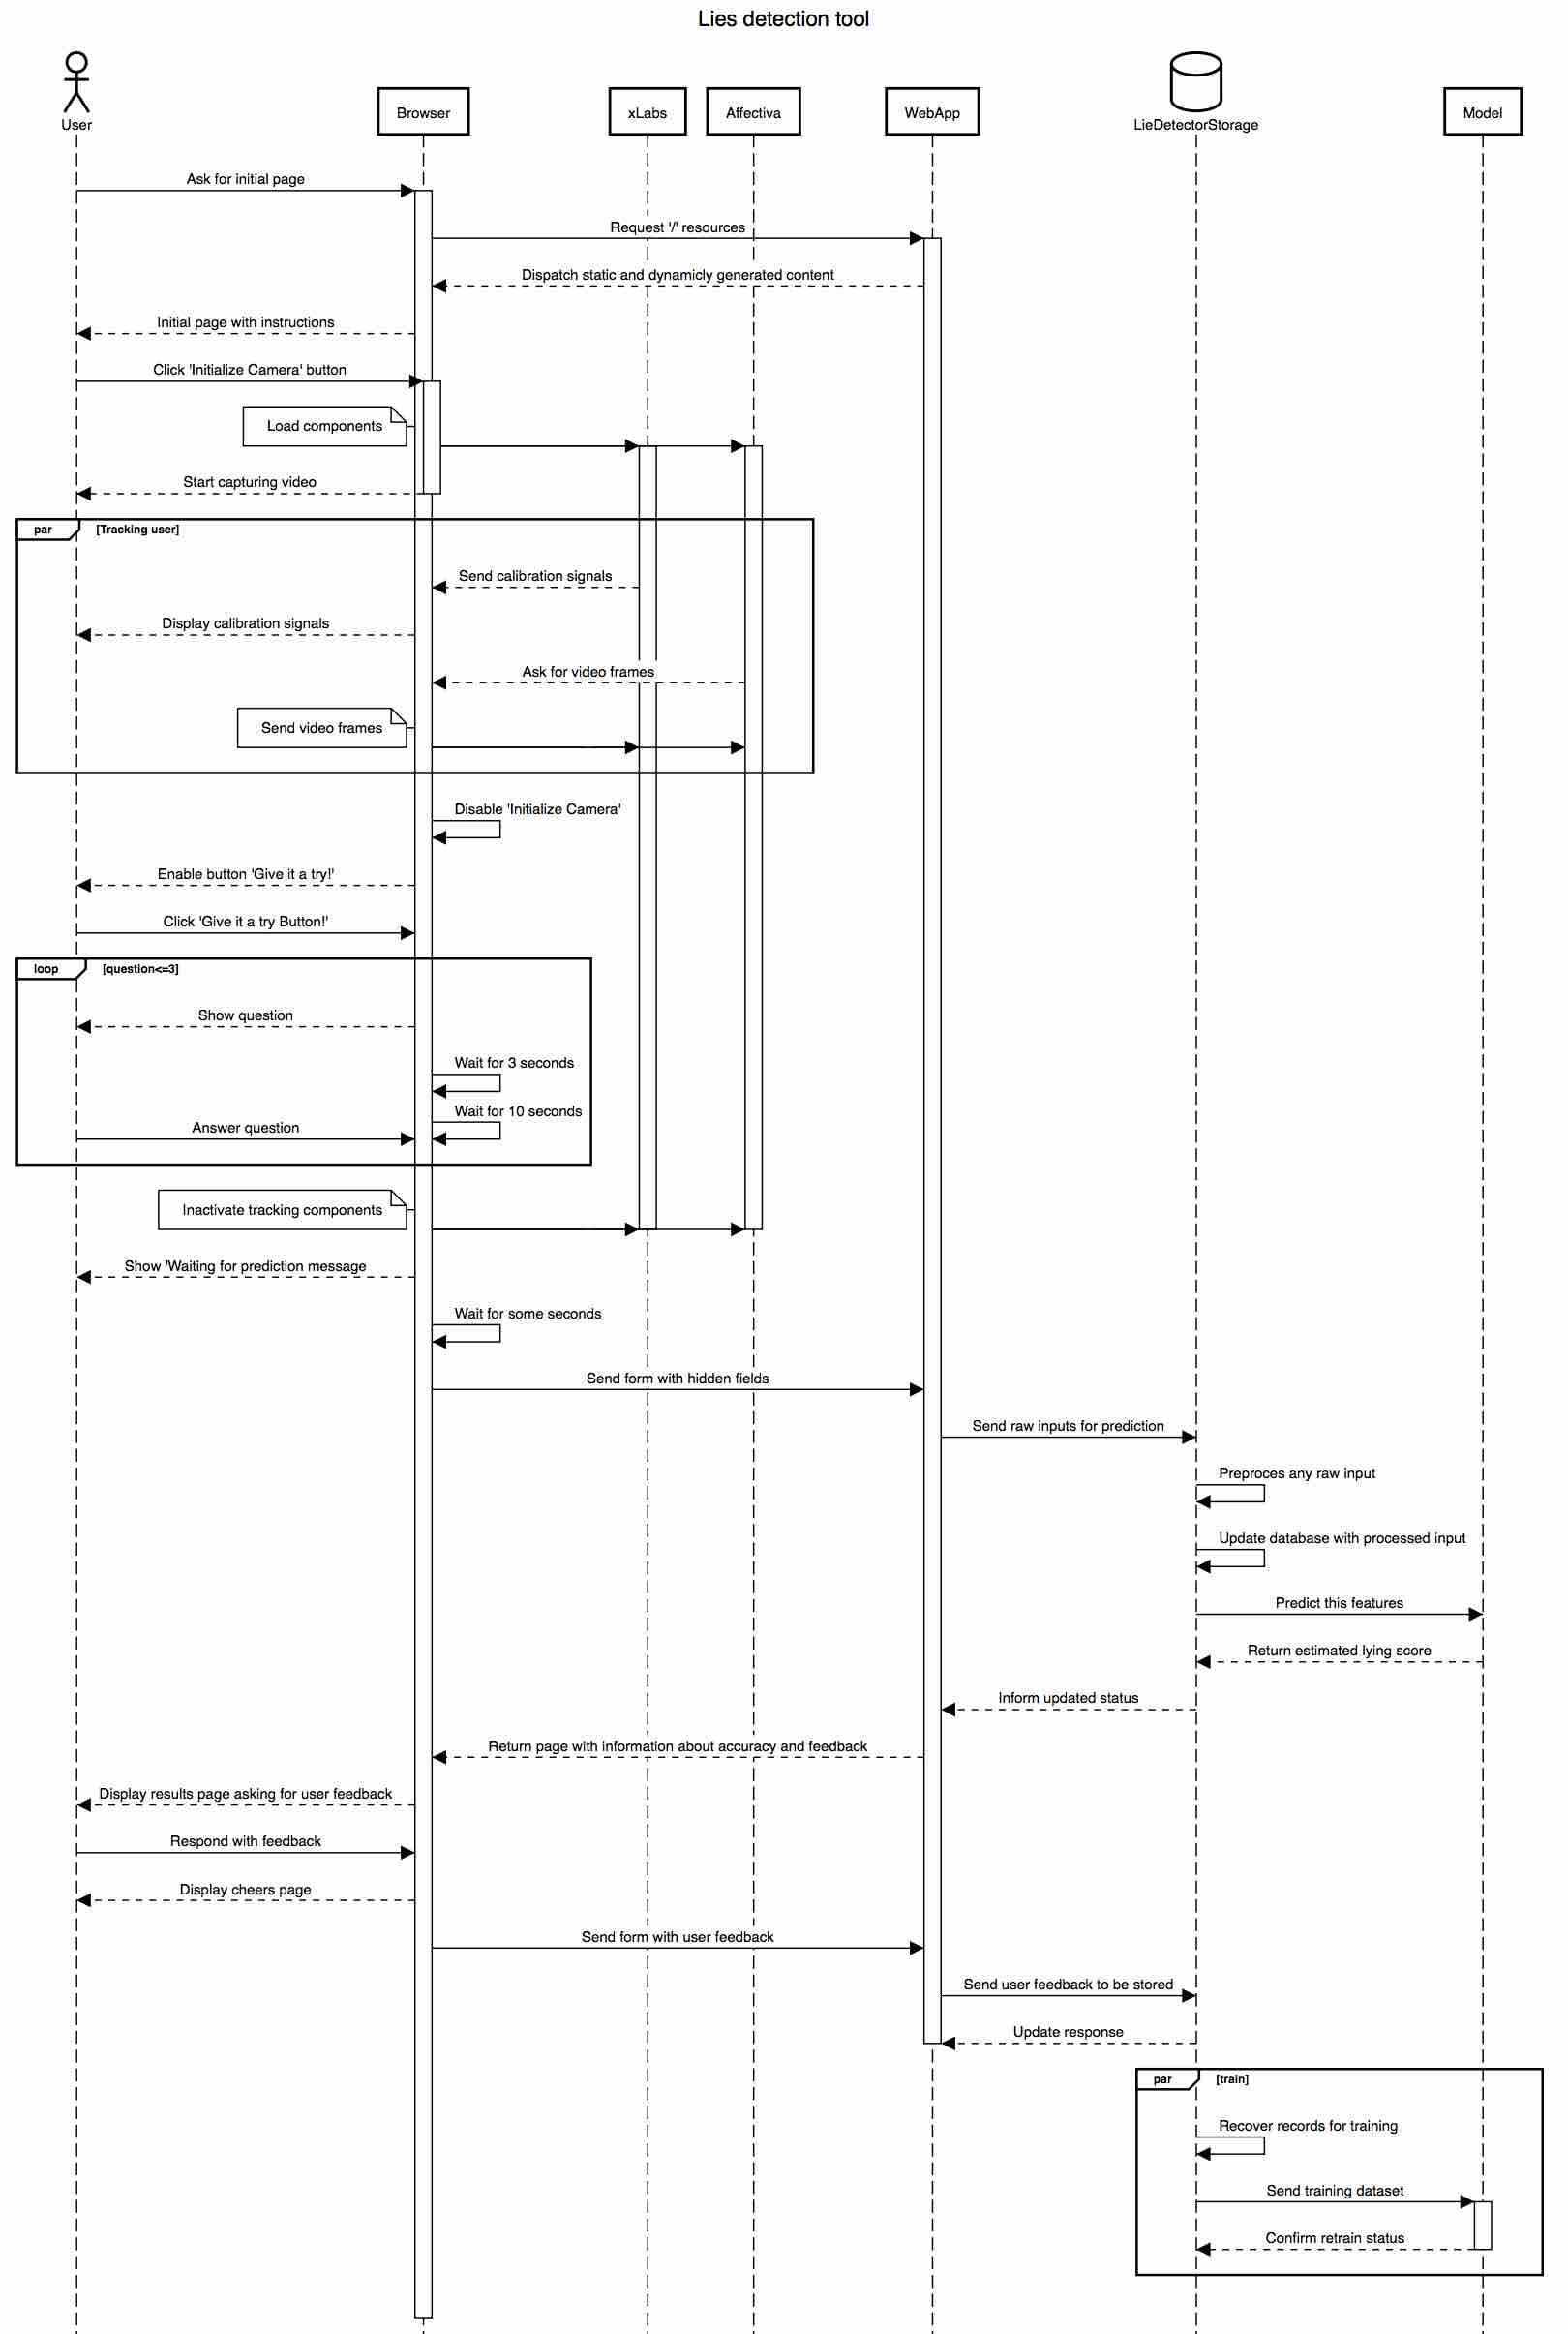 Lies detection tool
User
Browser
xLabs
Affectiva
WebApp
LieDetectorStorage
Model
Ask for initial page
Request '/' resources
Dispatch static and dynamicly generated content
Initial page with instructions
Click 'Initialize Camera' button
Load components
Start capturing video
par
[Tracking user]
Send calibration signals
Display calibration signals
Ask for video frames
Send video frames
Disable 'Initialize Camera'
Enable button 'Give it a try!'
Click 'Give it a try Button!'
loop
[question<=3]
Show question
Wait for 3 seconds
Wait for 10 seconds
Answer question
Inactivate tracking components
Show 'Waiting for prediction message
Wait for some seconds
Send form with hidden fields
Send raw inputs for prediction
Preproces any raw input
Update database with processed input
Predict this features
Return estimated lying score
Inform updated status
Return page with information about accuracy and feedback
Display results page asking for user feedback
Respond with feedback
Display cheers page
Send form with user feedback
Send user feedback to be stored
Update response
par
[train]
Recover records for training
Send training dataset
Confirm retrain status